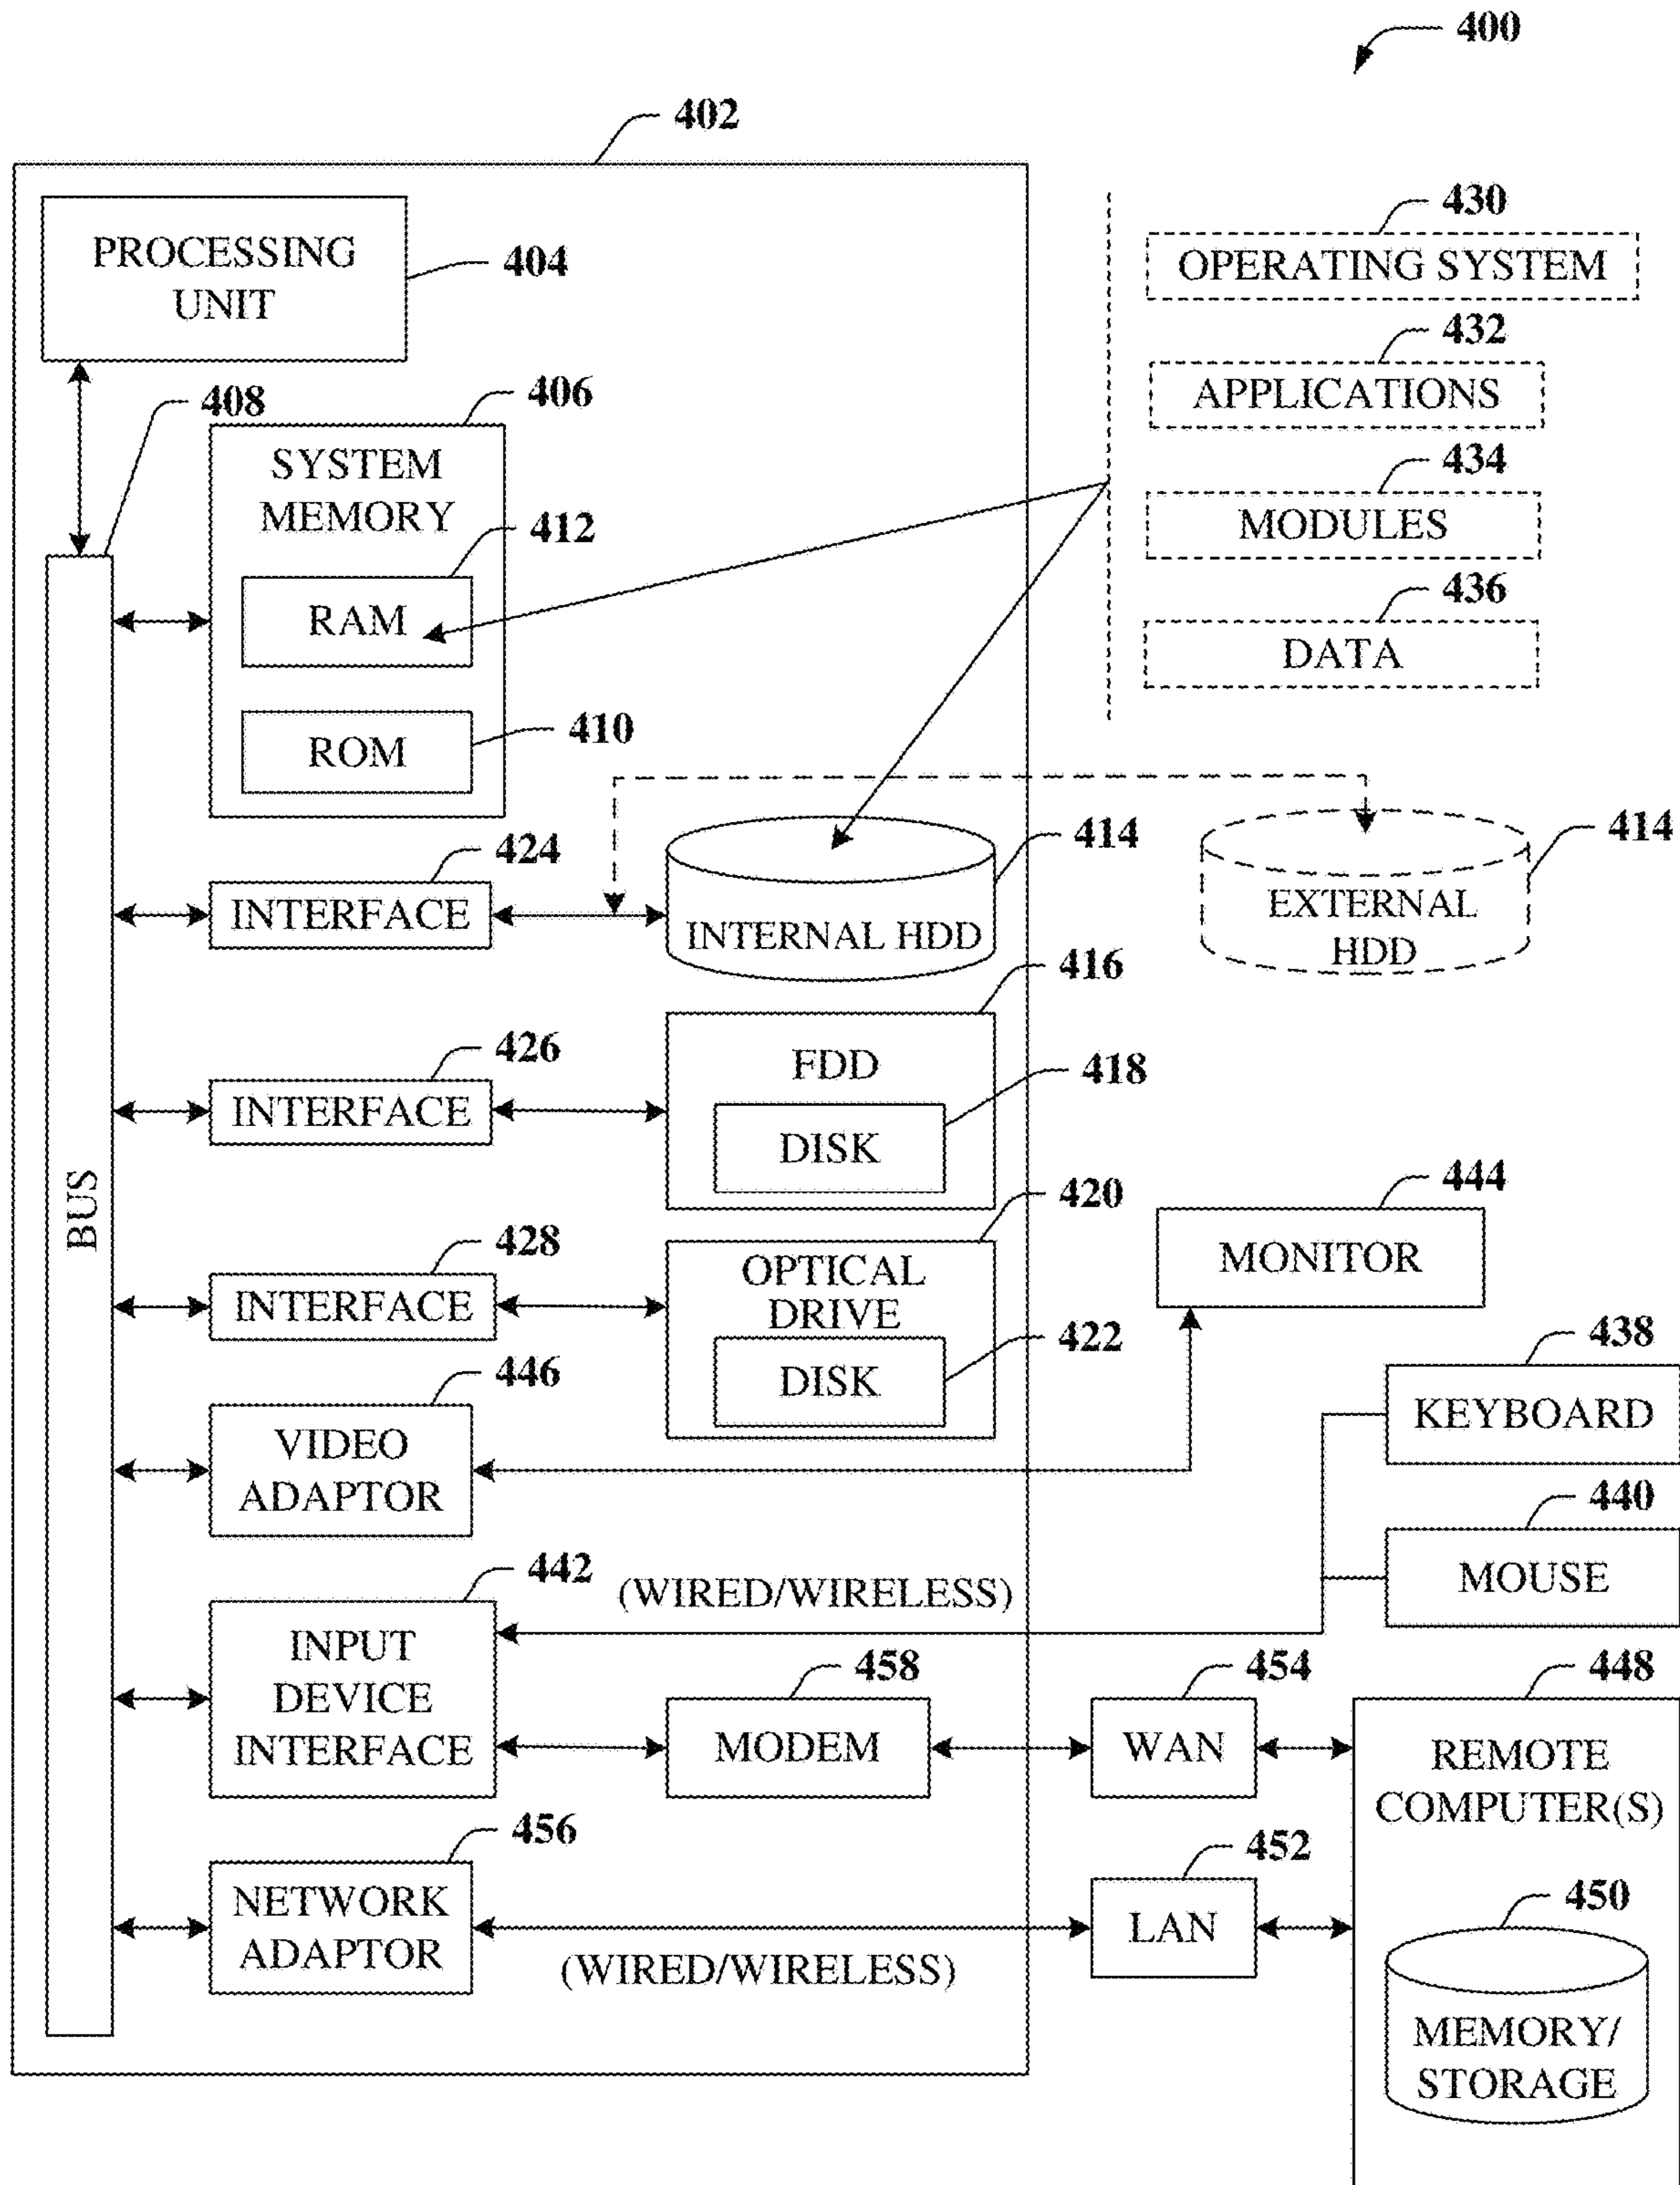 400
402
PROCESSING
UNIT
404
430
OPERATING SYSTEM
432
APPLICATIONS
434
MODULES
436
DATA
408
406
SYSTEM
MEMORY
412
RAM
410
ROM
424
INTERFACE
414
INTERNAL HDD
414
EXTERNAL
HDD
416
FDD
418
DISK
426
INTERFACE
BUS
420
OPTICAL
DRIVE
422
DISK
428
INTERFACE
444
MONITOR
446
VIDEO
ADAPTOR
438
KEYBOARD
440
MOUSE
442
(WIRED/WIRELESS)
INPUT
DEVICE
INTERFACE
458
MODEM
454
WAN
448
REMOTE
COMPUTER(S)
456
NETWORK
ADAPTOR
(WIRED/WIRELESS)
452
LAN
450
MEMORY/
STORAGE